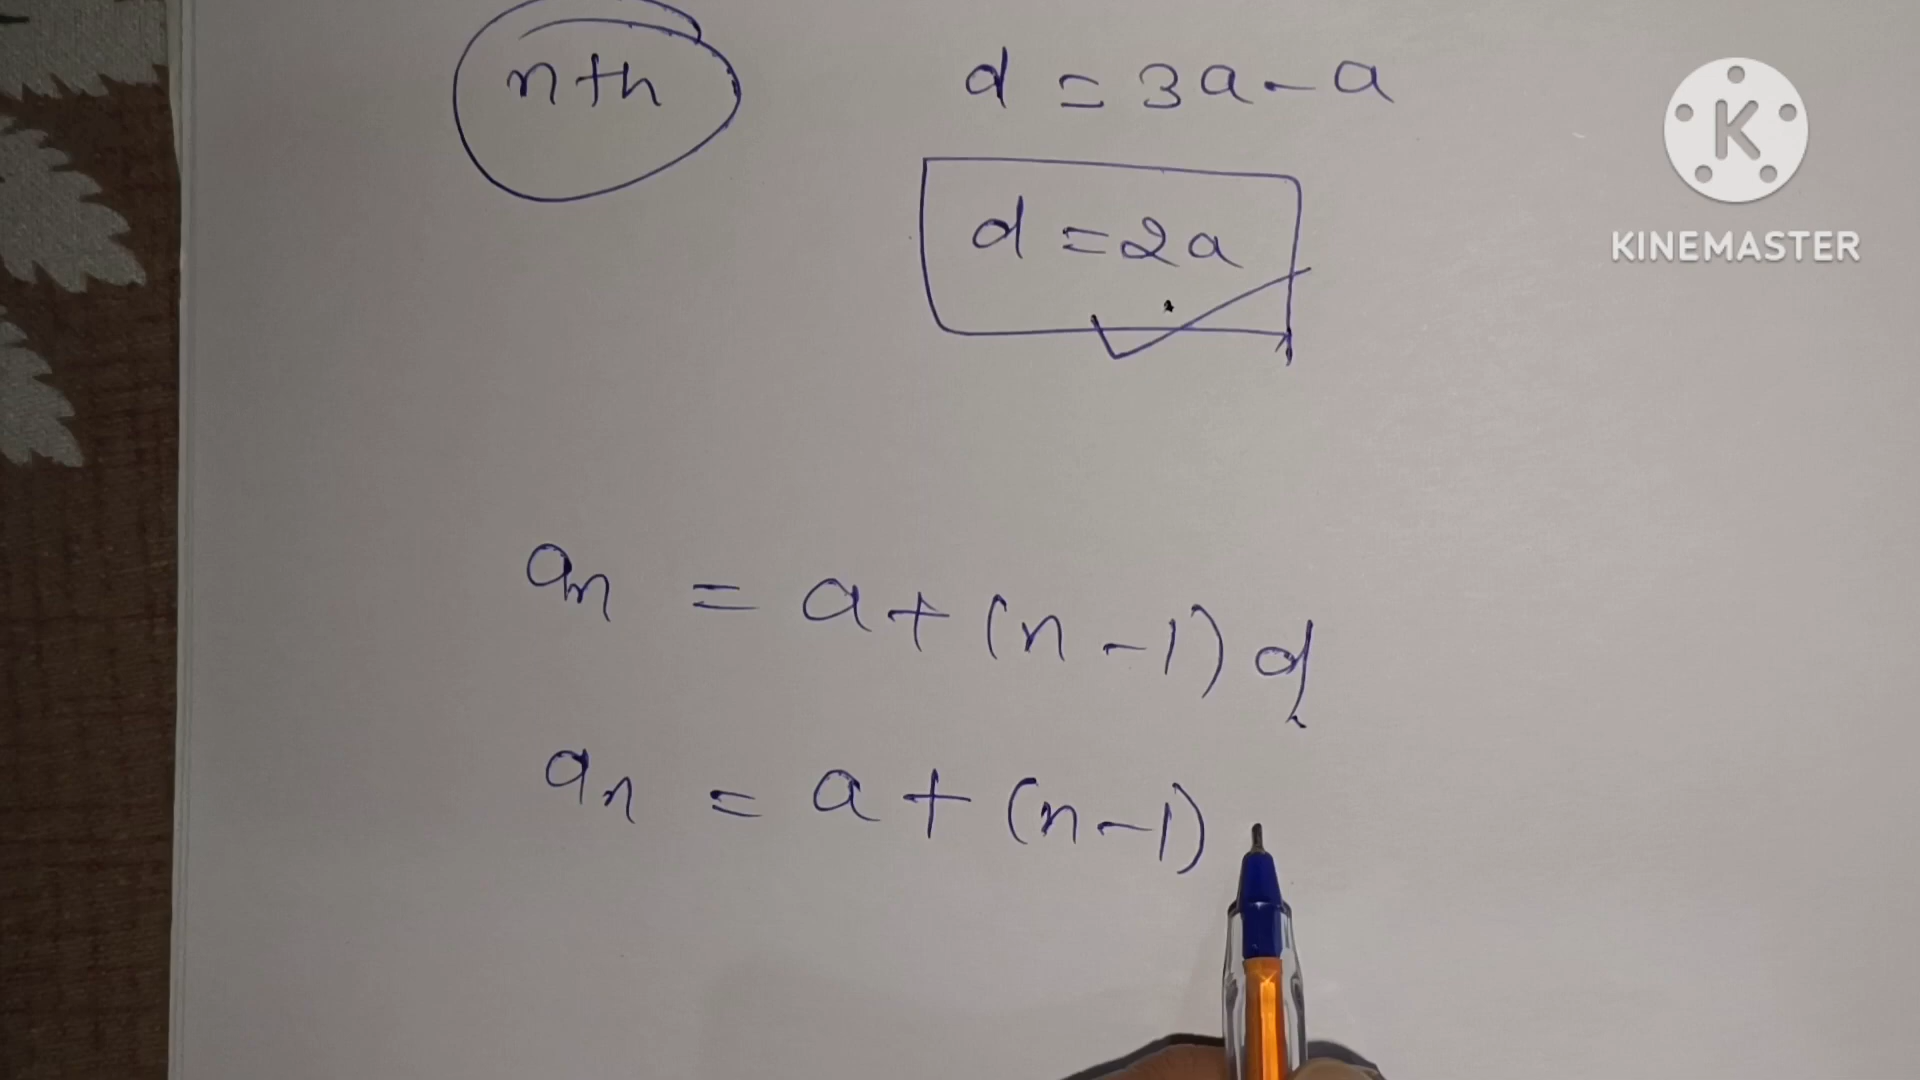 nth
d = 3a - a
d = 2a
K
KINEMASTER
an = a + (n - 1) d
an = a + (n - 1)